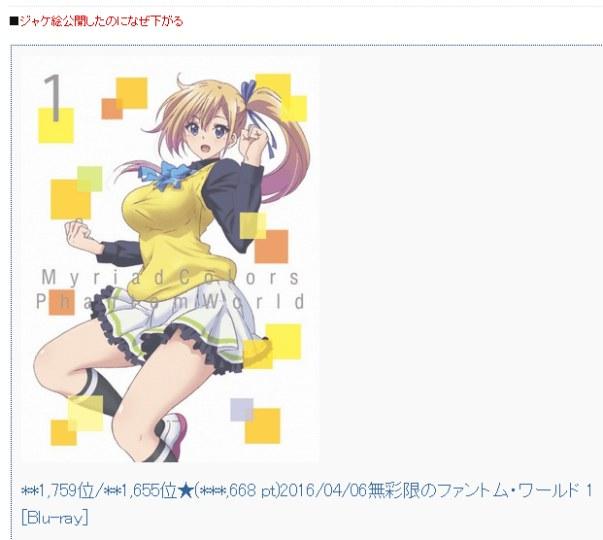 ■ジャケ絵公開したのになぜ下がる
1
Myriad Colors
Phantom World
**1,759位/**1,655位★(***,668 pt)2016/04/06無彩限のファントム・ワールド 1
[Blu-ray]